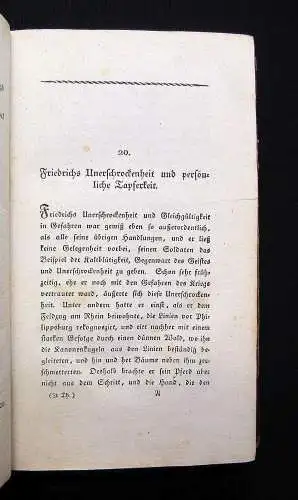 20.
Friedrichs Unerschrockenheit und persön-
liche Tapferkeit.
Friedrichs Unerschrockenheit und Gleichgültigkeit
in Gefahren war gewiß eben so außerordentlich,
als alle seine übrigen Handlungen, und er ließ
keine Gelegenheit vorbei, seinen Soldaten das
Beispiel der Kaltblütigkeit, Gegenwart des Geistes
und Unerschrockenheit zu geben. Schon sehr früh-
zeitig, ehe er noch mit den Gefahren des Kriegs
vertrauter ward, äußerte sich diese Unerschrocken-
heit. Unter andern hatte er, als er dem
Feldzug am Rhein beiwohnte, die Linien vor Phi-
lippsburg rekognosziret, und ritt nachher mit einem
starken Gefolge durch einen dünnen Wald, wo ihn
die Kanonenkugeln aus den Linien beständig be-
gleiteten, und hin und her Bäume neben ihm zer-
schmetterten. Deshalb brachte er sein Pferd aber
nicht aus dem Schritt, und die Hand, die den
A